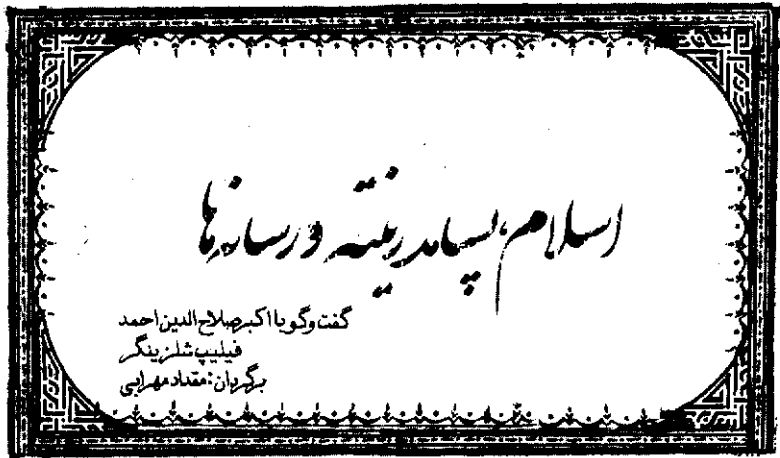 اسلام، پسامدرنیته و رسانه‌ها
گفت‌وگو با اکبر صلاح‌الدین احمد
فیلیپ شلزینگر
برگردان: مقداد مهرابی